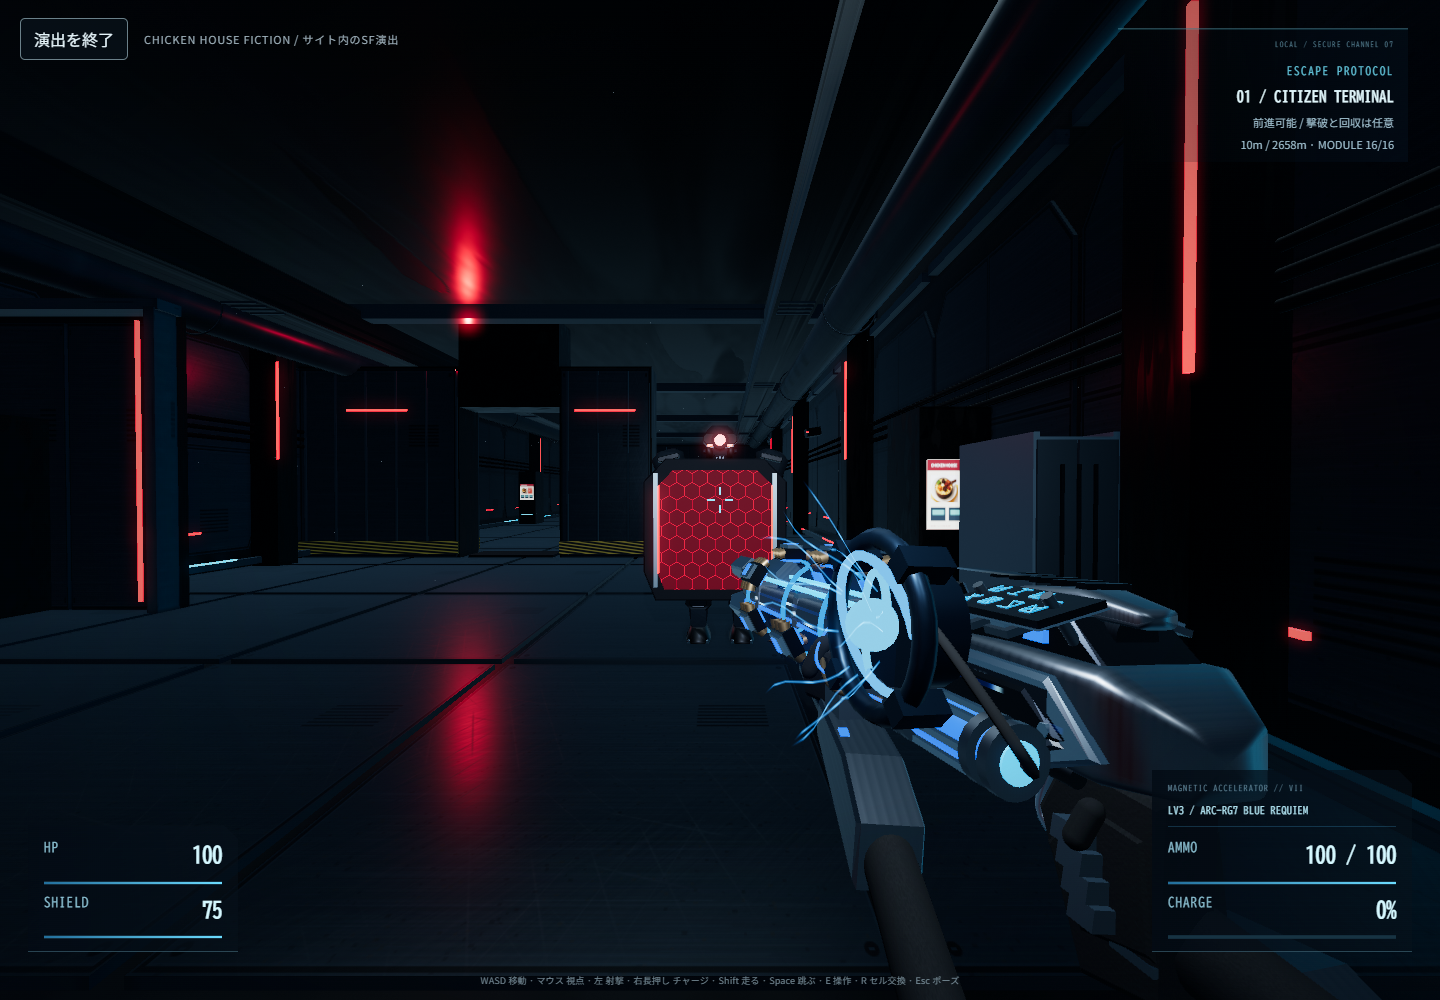 演出を終了
CHICKEN HOUSE FICTION / サイト内のSF演出
LOCAL / SECURE CHANNEL 07
ESCAPE PROTOCOL
01 / CITIZEN TERMINAL
前進可能 / 撃破と回収は任意
10m / 2658m · MODULE 16/16
HP
100
SHIELD
75
MAGNETIC ACCELERATOR // VII
LV3 / ARC-RG7 BLUE REQUIEM
AMMO
100 / 100
CHARGE
0%
WASD 移動 · マウス 視点 · 左 射撃 · 右長押し チャージ · Shift 走る · Space 跳ぶ · E 操作 · R セル交換 · Esc ポーズ